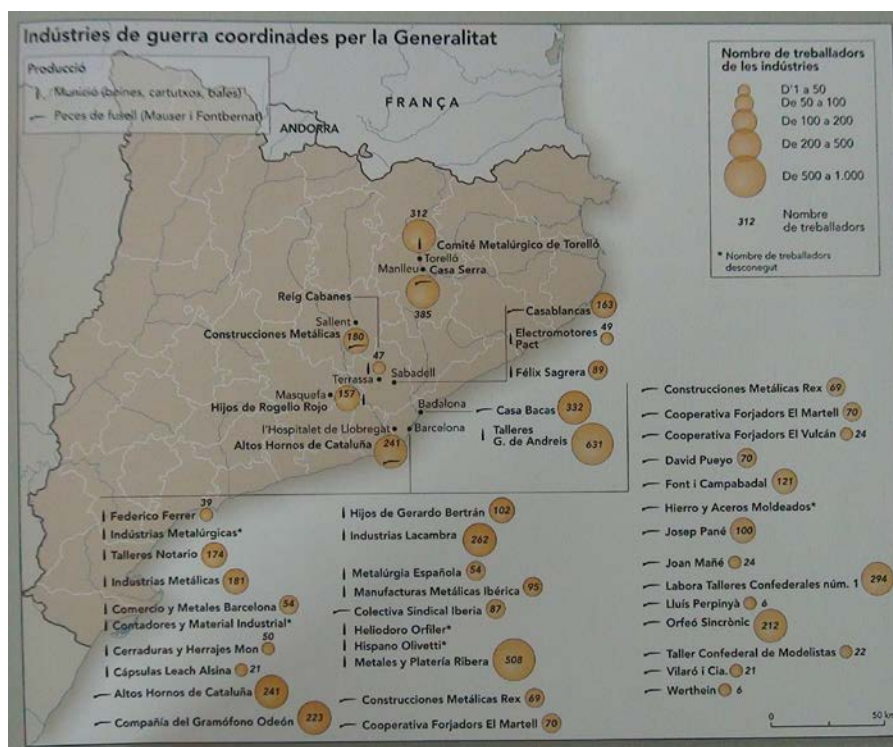 Indústries de guerra coordinades per la Generalitat
Producció
Munició (beines, cartutxos, bales)
Peces de fusell (Mauser i Fontbernat)
FRANÇA
ANDORRA
Nombre de treballadors
de les indústries
D'1 a 50
De 50 a 100
De 100 a 200
De 200 a 500
De 500 a 1.000
312 Nombre
de treballadors
* Nombre de treballadors
desconegut
312
Comité Metalúrgico de Torelló
Torelló
Manlleu Casa Serra
385
Reig Cabanes
Sallent
Construcciones Metálicas 180
47
Terrassa
Sabadell
Masquefa 157
Hijos de Rogelio Rojo
l'Hospitalet de Llobregat
Barcelona
Altos Hornos de Cataluña 241
Badalona
Casablancas 163
Electromotores 49
Pact
Félix Sagrera 89
Casa Bacas 332
Talleres
G. de Andreis 631
39
Federico Ferrer
Indústrias Metalúrgicas*
Talleres Notario 174
Industrias Metálicas 181
Comercio y Metales Barcelona 54
Contadores y Material Industrial*
50
Cerraduras y Herrajes Mon
Cápsulas Leach Alsina 21
Altos Hornos de Cataluña 241
Compañía del Gramófono Odeón 223
Hijos de Gerardo Bertrán 102
Industrias Lacambra 262
Metalúrgia Española 54
Manufacturas Metálicas Ibérica 95
Colectiva Sindical Iberia 87
Heliodoro Orfiler*
Hispano Olivetti*
Metales y Platería Ribera 508
Construcciones Metálicas Rex 69
Cooperativa Forjadors El Martell 70
Construcciones Metálicas Rex 69
Cooperativa Forjadors El Martell 70
Cooperativa Forjadors El Vulcán 24
David Pueyo 70
Font i Campabadal 121
Hierro y Aceros Moldeados*
Josep Pané 100
Joan Mañé 24
Labora Talleres Confederales núm. 1 294
Lluís Perpinyà 6
Orfeó Sincrònic 212
Taller Confederal de Modelistas 22
Vilaró i Cia. 21
Werthein 6
0 50 km